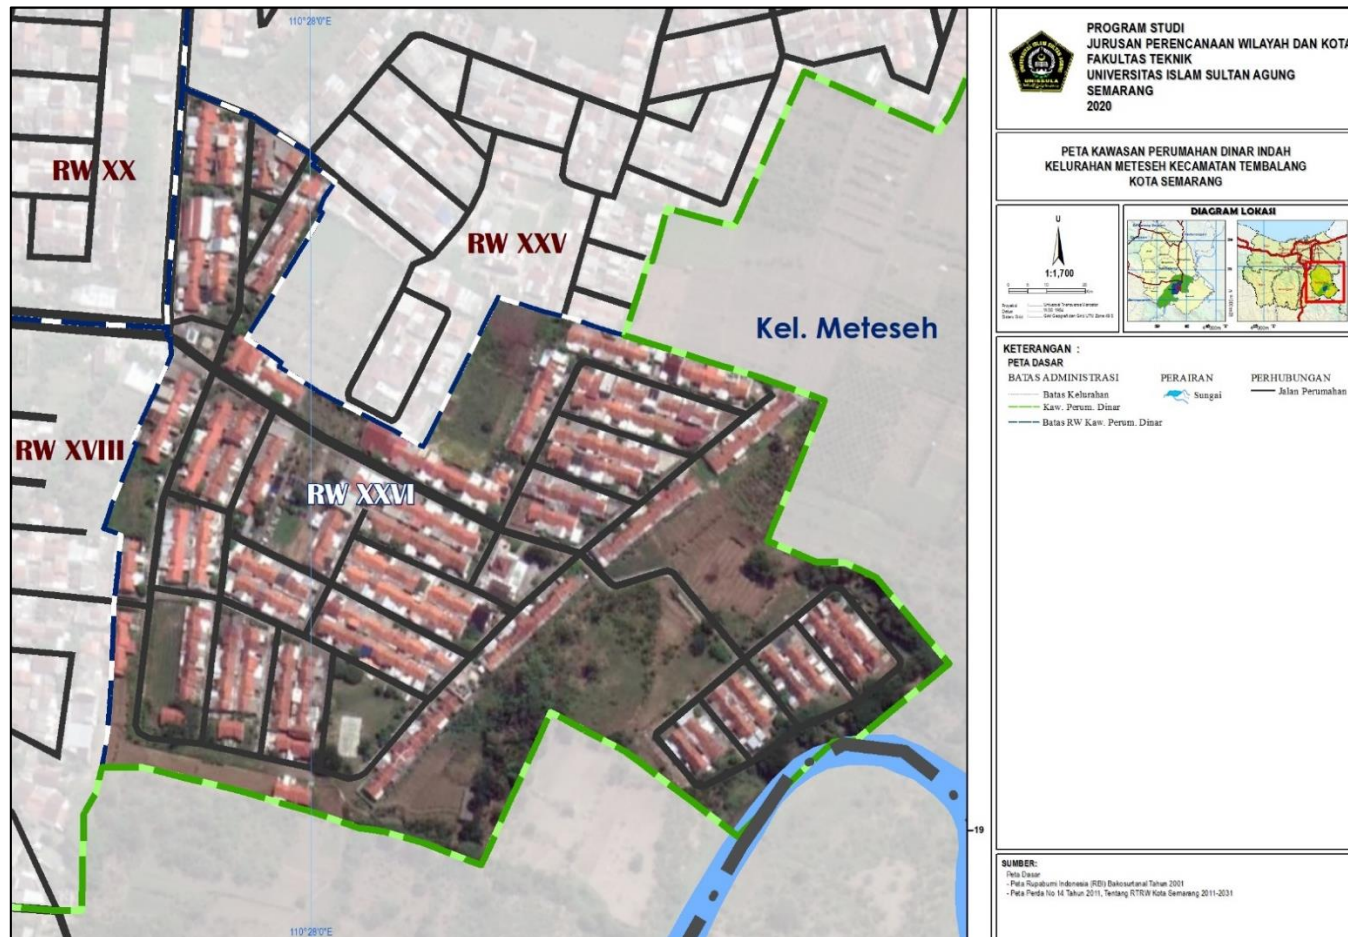 110°28'0"E
RW XX
RW XXV
Kel. Meteseh
RW XVIII
RW XXVI
19
110°28'0"E
UNISSULA
PROGRAM STUDI
JURUSAN PERENCANAAN WILAYAH DAN KOTA
FAKULTAS TEKNIK
UNIVERSITAS ISLAM SULTAN AGUNG
SEMARANG
2020
PETA KAWASAN PERUMAHAN DINAR INDAH
KELURAHAN METESEH KECAMATAN TEMBALANG
KOTA SEMARANG
U
1:1,700
DIAGRAM LOKASI
KETERANGAN :
PETA DASAR
BATAS ADMINISTRASI
Batas Kelurahan
Kaw. Perum. Dinar
Batas RW Kaw. Perum. Dinar
PERAIRAN
Sungai
PERHUBUNGAN
Jalan Perumahan
SUMBER:
Peta Dasar
- Peta Rupabumi Indonesia (RBI) Bakosurtanal Tahun 2001
- Peta Perda No 14 Tahun 2011, Tentang RTRW Kota Semarang 2011-2031